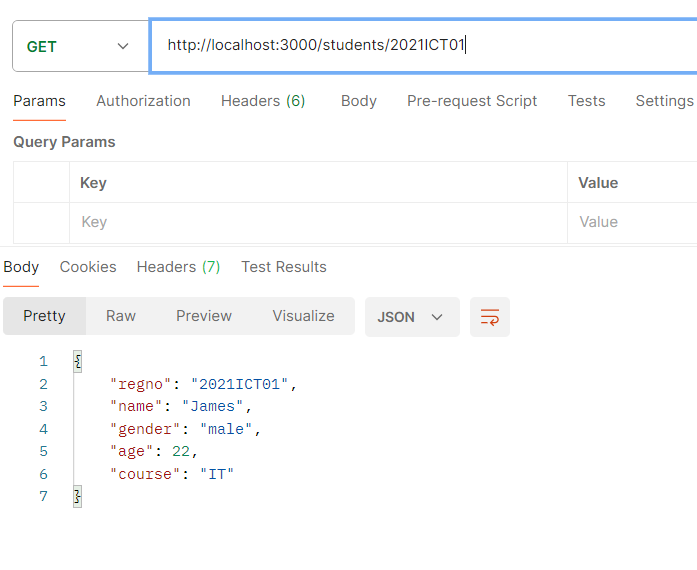 GET http://localhost:3000/students/2021ICT01
Params Authorization Headers (6) Body Pre-request Script Tests Settings
Query Params
Key Value
Key Value
Body Cookies Headers (7) Test Results
Pretty Raw Preview Visualize JSON
1 {
2 "regno": "2021ICT01",
3 "name": "James",
4 "gender": "male",
5 "age": 22,
6 "course": "IT"
7 }